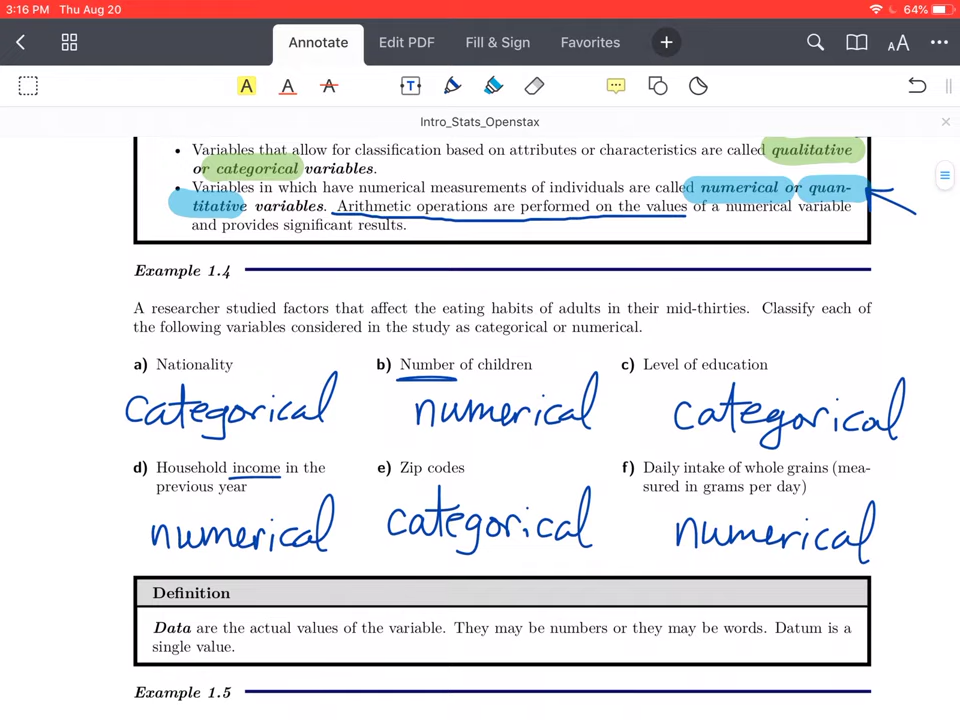 3:16 PM Thu Aug 20 64%
Annotate Edit PDF Fill & Sign Favorites
A A A T AA
Intro_Stats_Openstax
• Variables that allow for classification based on attributes or characteristics are called qualitative
or categorical variables.
• Variables in which have numerical measurements of individuals are called numerical or quan-
titative variables. Arithmetic operations are performed on the values of a numerical variable
and provides significant results.
Example 1.4
A researcher studied factors that affect the eating habits of adults in their mid-thirties. Classify each of
the following variables considered in the study as categorical or numerical.
a) Nationality b) Number of children c) Level of education
categorical numerical categorical
d) Household income in the e) Zip codes f) Daily intake of whole grains (mea-
previous year sured in grams per day)
numerical categorical numerical
Definition
Data are the actual values of the variable. They may be numbers or they may be words. Datum is a
single value.
Example 1.5